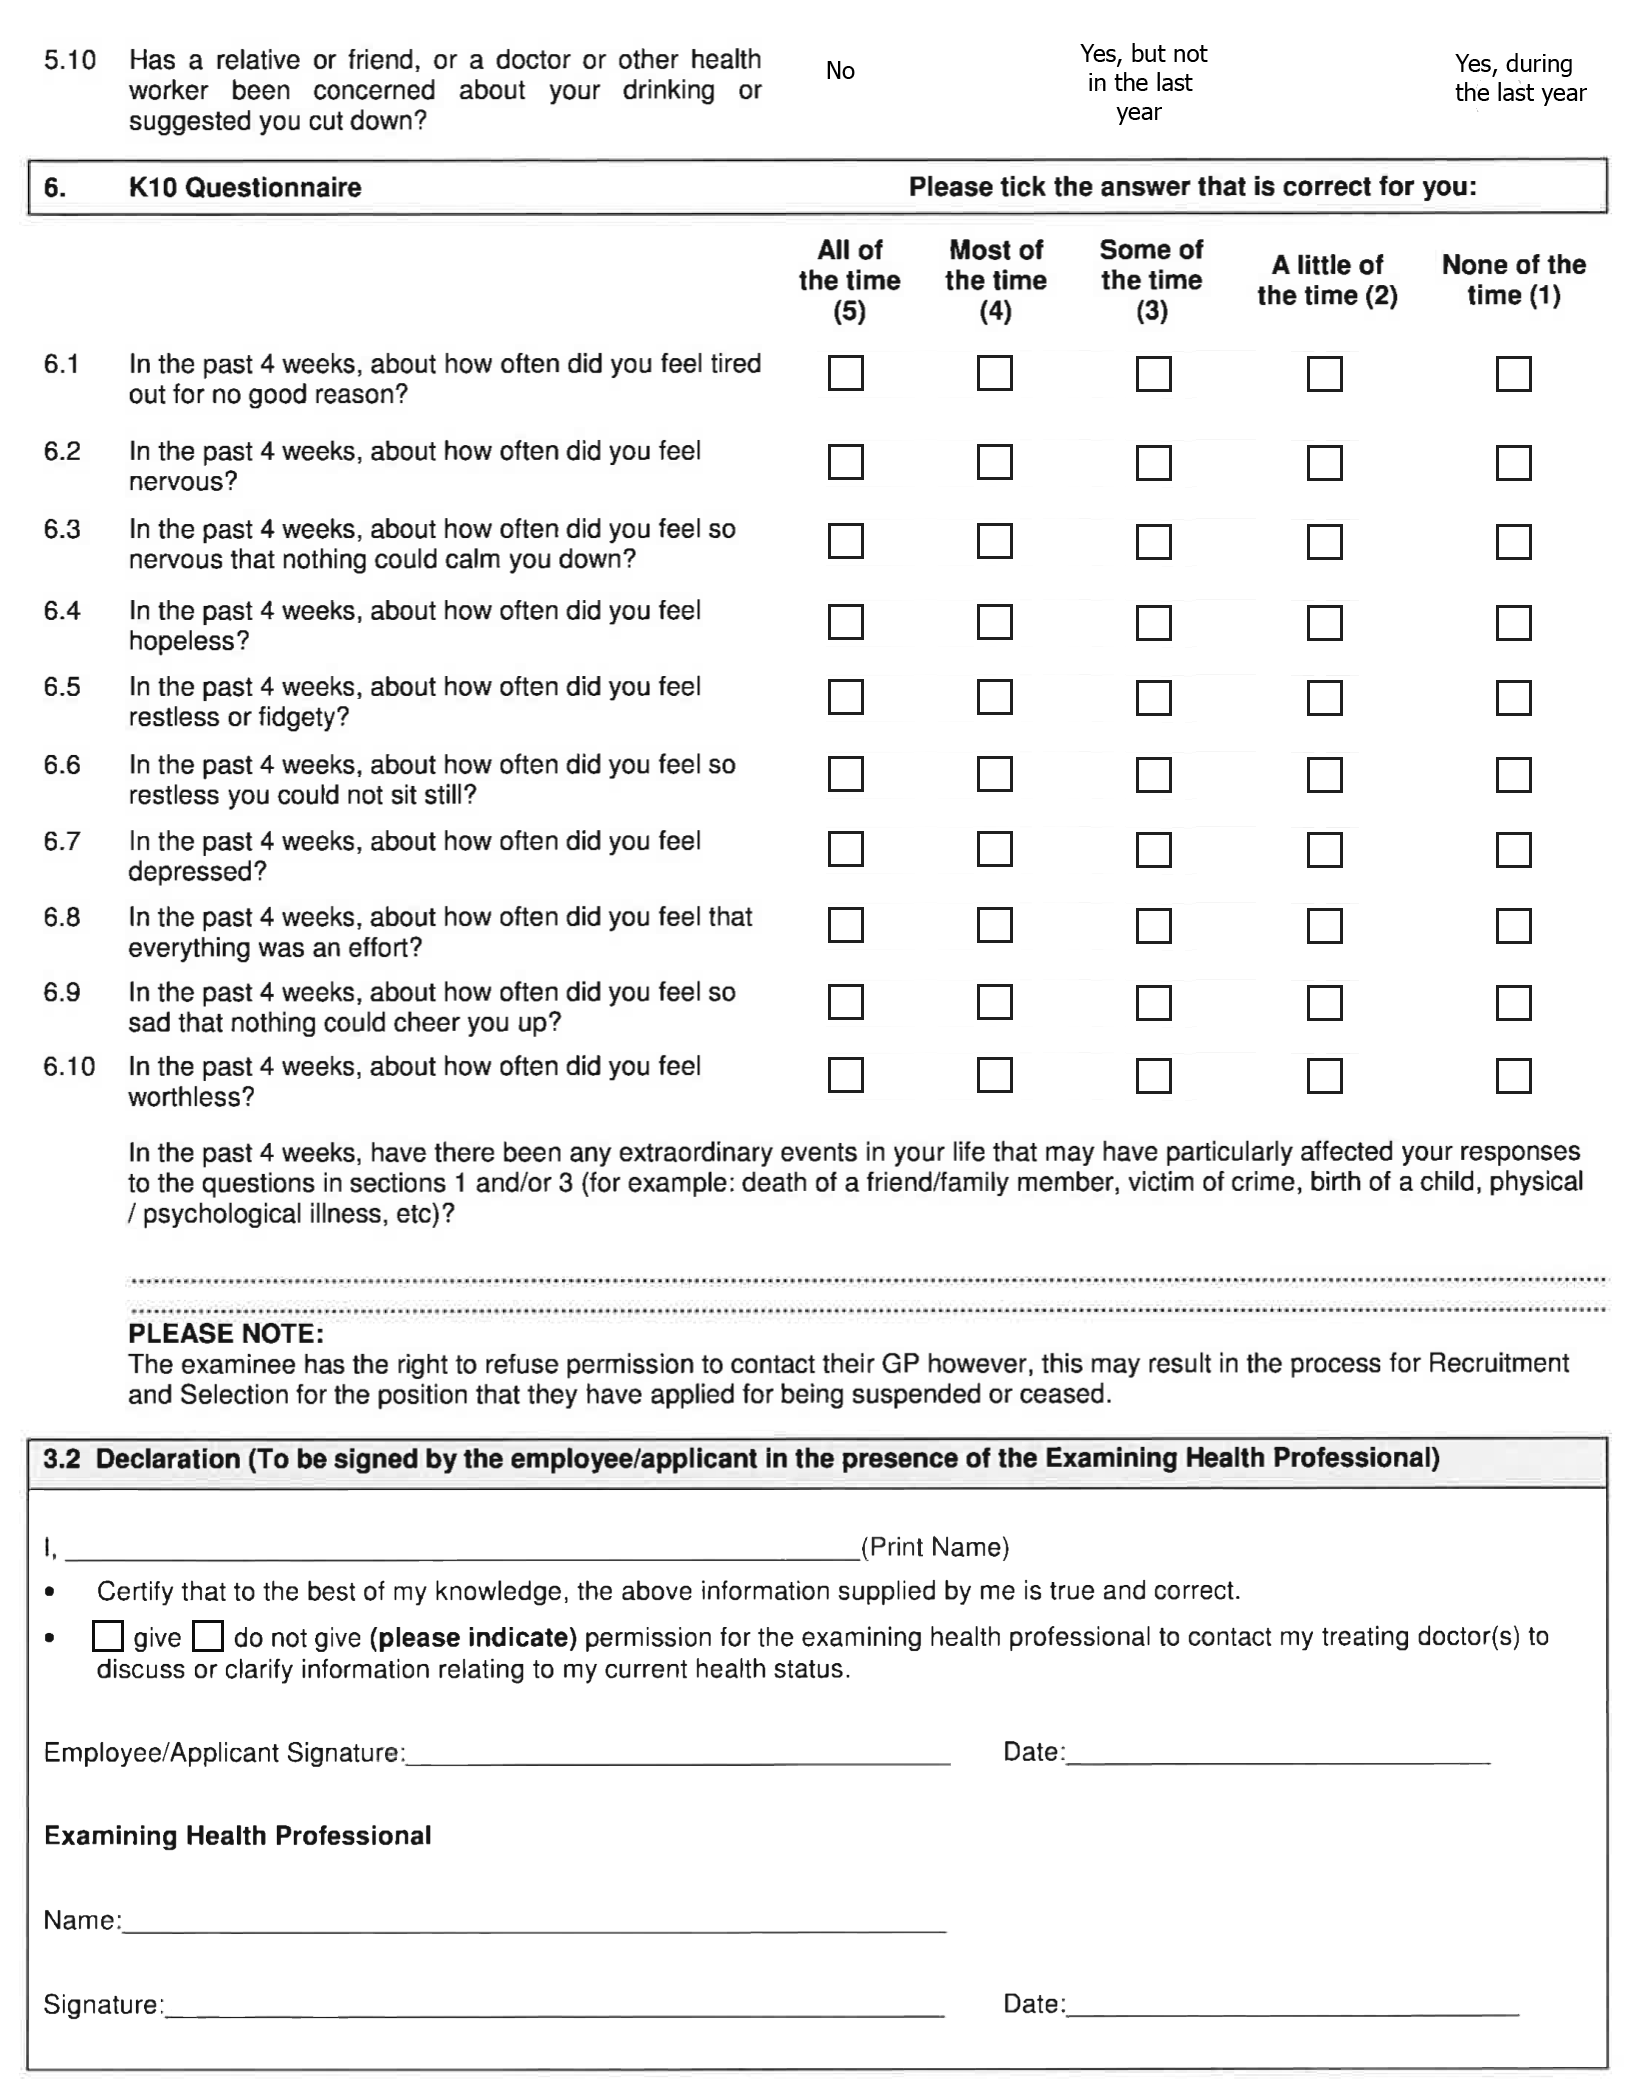 5.10 Has a relative or friend, or a doctor or other health
worker been concerned about your drinking or
suggested you cut down?
No
Yes, but not
in the last
year
Yes, during
the last year
6. K10 Questionnaire Please tick the answer that is correct for you:
All of
the time
(5)
Most of
the time
(4)
Some of
the time
(3)
A little of
the time (2)
None of the
time (1)
6.1 In the past 4 weeks, about how often did you feel tired
out for no good reason?
6.2 In the past 4 weeks, about how often did you feel
nervous?
6.3 In the past 4 weeks, about how often did you feel so
nervous that nothing could calm you down?
6.4 In the past 4 weeks, about how often did you feel
hopeless?
6.5 In the past 4 weeks, about how often did you feel
restless or fidgety?
6.6 In the past 4 weeks, about how often did you feel so
restless you could not sit still?
6.7 In the past 4 weeks, about how often did you feel
depressed?
6.8 In the past 4 weeks, about how often did you feel that
everything was an effort?
6.9 In the past 4 weeks, about how often did you feel so
sad that nothing could cheer you up?
6.10 In the past 4 weeks, about how often did you feel
worthless?
In the past 4 weeks, have there been any extraordinary events in your life that may have particularly affected your responses
to the questions in sections 1 and/or 3 (for example: death of a friend/family member, victim of crime, birth of a child, physical
/ psychological illness, etc)?
PLEASE NOTE:
The examinee has the right to refuse permission to contact their GP however, this may result in the process for Recruitment
and Selection for the position that they have applied for being suspended or ceased.
3.2 Declaration (To be signed by the employee/applicant in the presence of the Examining Health Professional)
I, (Print Name)
• Certify that to the best of my knowledge, the above information supplied by me is true and correct.
• give do not give (please indicate) permission for the examining health professional to contact my treating doctor(s) to
discuss or clarify information relating to my current health status.
Employee/Applicant Signature: Date:
Examining Health Professional
Name:
Signature: Date: